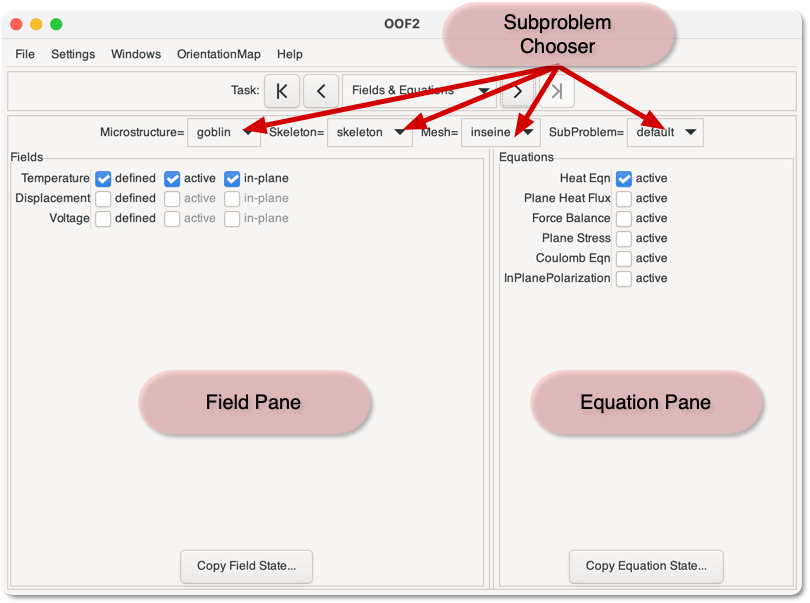 OOF2
Subproblem
Chooser
File Settings Windows OrientationMap Help
Task: Fields & Equations
Microstructure= goblin Skeleton= skeleton Mesh= inseine SubProblem= default
Fields
Temperature defined active in-plane
Displacement defined active in-plane
Voltage defined active in-plane
Equations
Heat Eqn active
Plane Heat Flux active
Force Balance active
Plane Stress active
Coulomb Eqn active
InPlanePolarization active
Field Pane
Equation Pane
Copy Field State...
Copy Equation State...